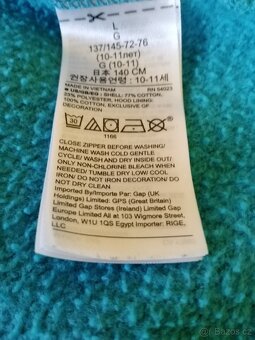 L
G
137/145-72-76
(10-11лет)
G (10-11)
日本 140 CM
권장사용연령: 10-11세
MADE IN VIETNAM RN 54023
SHELL: 77% COTTON,
23% POLYESTER, HOOD LINING:
100% COTTON
30
1166
CLOSE ZIPPER BEFORE WASHING/
MACHINE WASH COLD GENTLE
CYCLE/ WASH AND DRY INSIDE OUT/
ONLY NON-CHLORINE BLEACH WHEN
NEEDED/ TUMBLE DRY LOW/ COOL
IRON/ DO NOT IRON DECORATION/ DO
NOT DRY CLEAN
Imported By/Importe Par: Gap (UK
Holdings) Limited: GPS (Great Britain)
Limited Gap Stores (Ireland) Limited Gap
Europe Limited All at 103 Wigmore Street,
London, W1U 1QS Egypt Importer: RIGE,
LLC
sbazar.cz